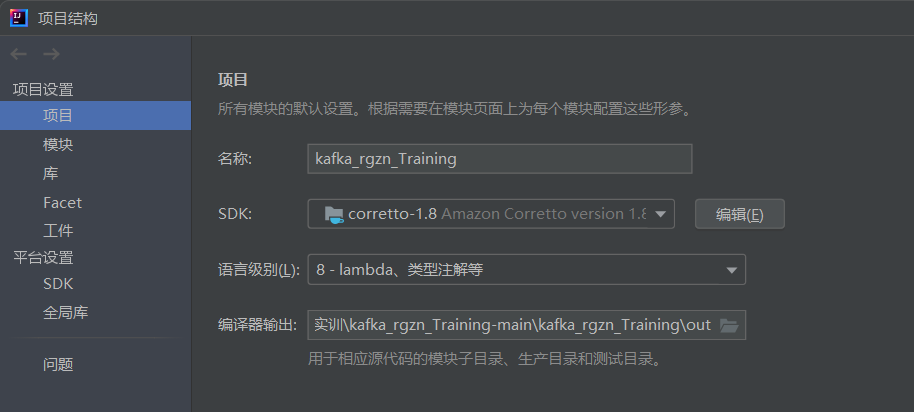 项目结构
项目设置
项目
模块
库
Facet
工件
平台设置
SDK
全局库
问题
项目
所有模块的默认设置。根据需要在模块页面上为每个模块配置这些形参。
名称: kafka_rgzn_Training
SDK: corretto-1.8 Amazon Corretto version 1.8 编辑(E)
语言级别(L): 8 - lambda、类型注解等
编译器输出: 实训\kafka_rgzn_Training-main\kafka_rgzn_Training\out
用于相应源代码的模块子目录、生产目录和测试目录。